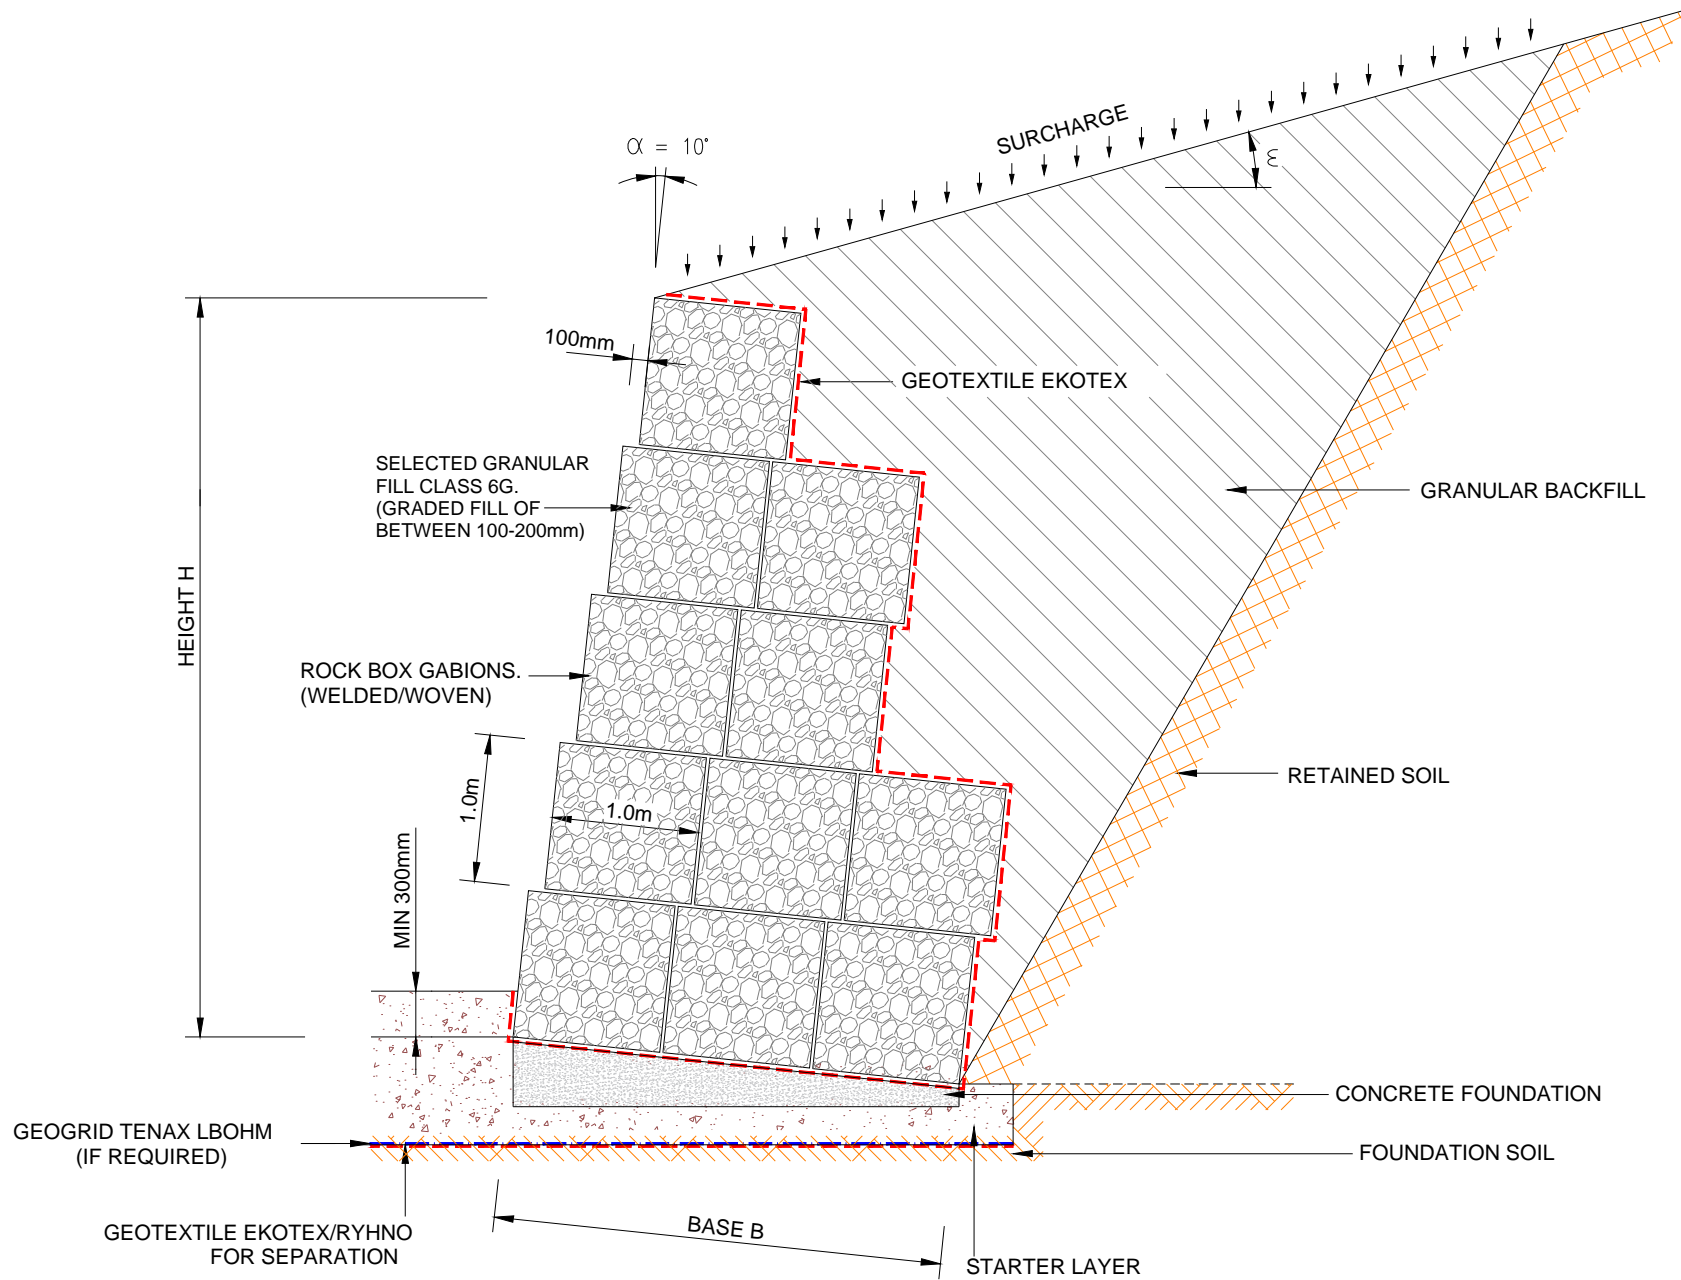 SURCHARGE
α = 10°
ε
100mm
GEOTEXTILE EKOTEX
SELECTED GRANULAR
FILL CLASS 6G.
(GRADED FILL OF
BETWEEN 100-200mm)
GRANULAR BACKFILL
HEIGHT H
ROCK BOX GABIONS.
(WELDED/WOVEN)
RETAINED SOIL
1.0m
1.0m
MIN 300mm
CONCRETE FOUNDATION
GEOGRID TENAX LBOHM
(IF REQUIRED)
FOUNDATION SOIL
GEOTEXTILE EKOTEX/RYHNO
FOR SEPARATION
BASE B
STARTER LAYER